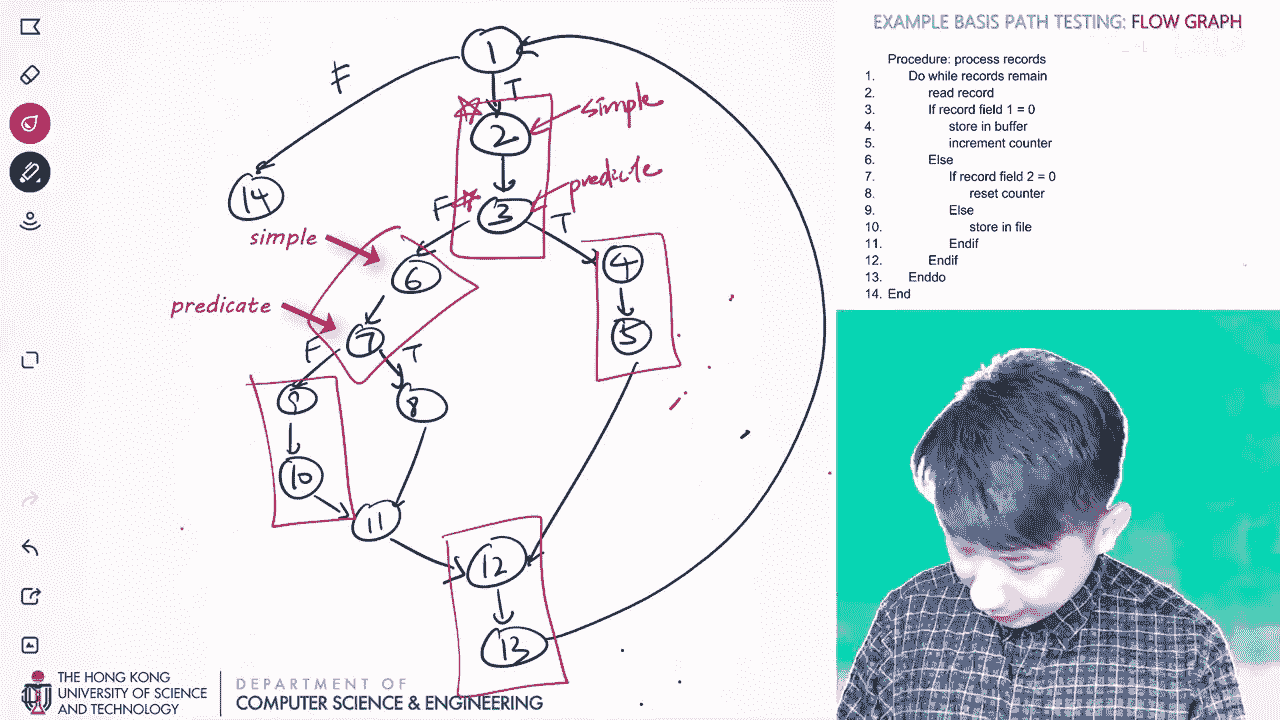 EXAMPLE BASIS PATH TESTING: FLOW GRAPH
Procedure: process records
1. Do while records remain
2. read record
3. If record field 1 = 0
4. store in buffer
5. increment counter
6. Else
7. If record field 2 = 0
8. reset counter
9. Else
10. store in file
11. Endif
12. Endif
13. Enddo
14. End
1
F
T
simple
2
14
predicte
F
3
T
simple
6
4
predicate
7
5
F
T
9
8
10
11
12
13
THE HONG KONG
UNIVERSITY OF SCIENCE
AND TECHNOLOGY
DEPARTMENT OF
COMPUTER SCIENCE & ENGINEERING